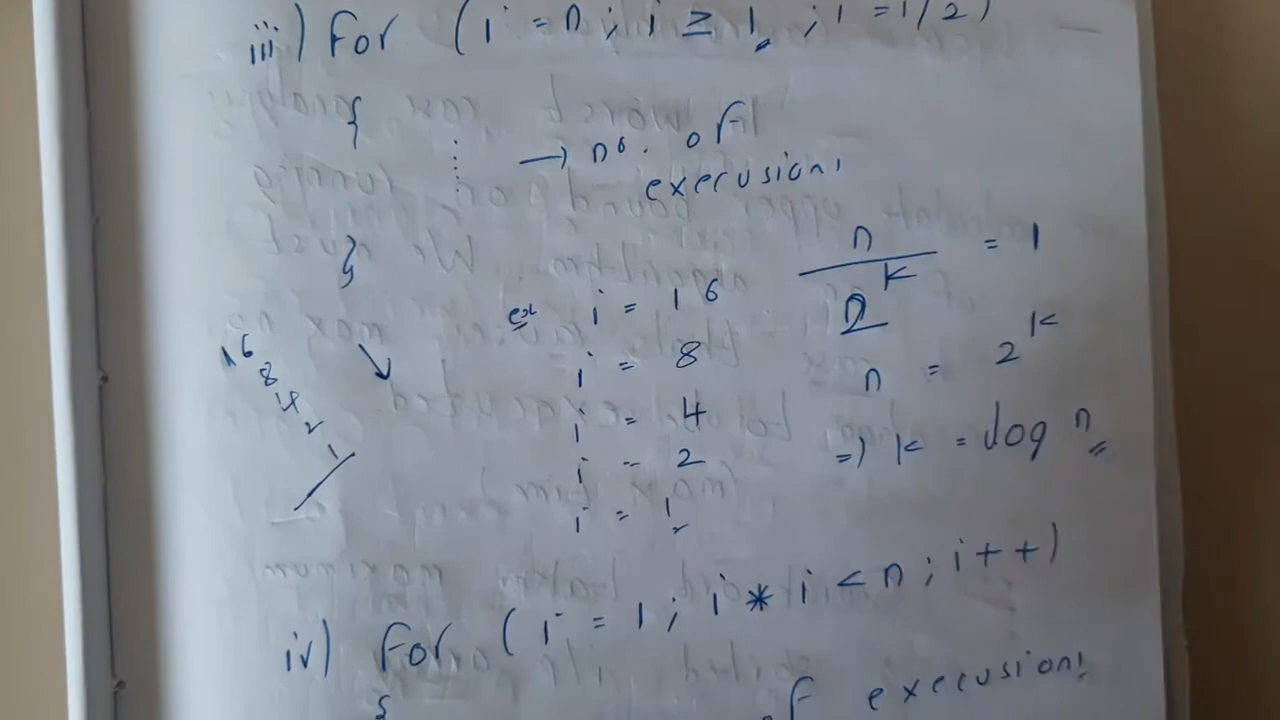 iii) For (i = n ; i ≥ 1 ; i = i/2)
{
→ no. of
execusion!
}
n/2^k = 1
ex i = 16
n = 2^k
i = 8
i = 4
=) k = log n
i = 2
i = 1
16
8
4
2
1
iv) For (i = 1 ; i * i < n ; i++)
{
of execusion!